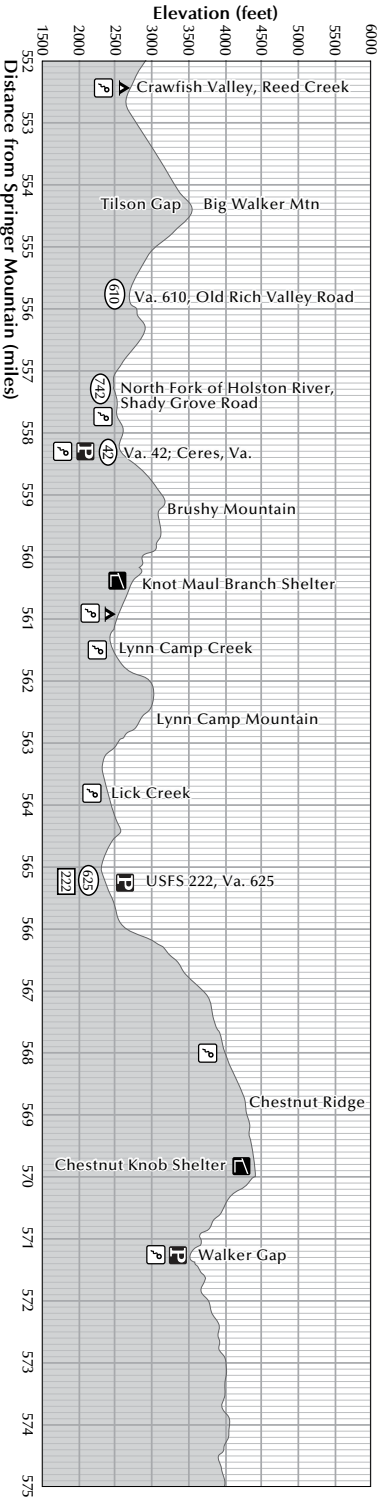 Elevation (feet)
1500 2000 2500 3000 3500 4000 4500 5000 5500 6000
Distance from Springer Mountain (miles)
552
Crawfish Valley, Reed Creek
553
554
Tilson Gap Big Walker Mtn
555
610 Va. 610, Old Rich Valley Road
556
557
742 North Fork of Holston River,
Shady Grove Road
558
P 42 Va. 42; Ceres, Va.
559
Brushy Mountain
560
Knot Maul Branch Shelter
561
Lynn Camp Creek
562
Lynn Camp Mountain
563
Lick Creek
564
565
222 625 P USFS 222, Va. 625
566
567
568
Chestnut Ridge
569
Chestnut Knob Shelter
570
571
P Walker Gap
572
573
574
575